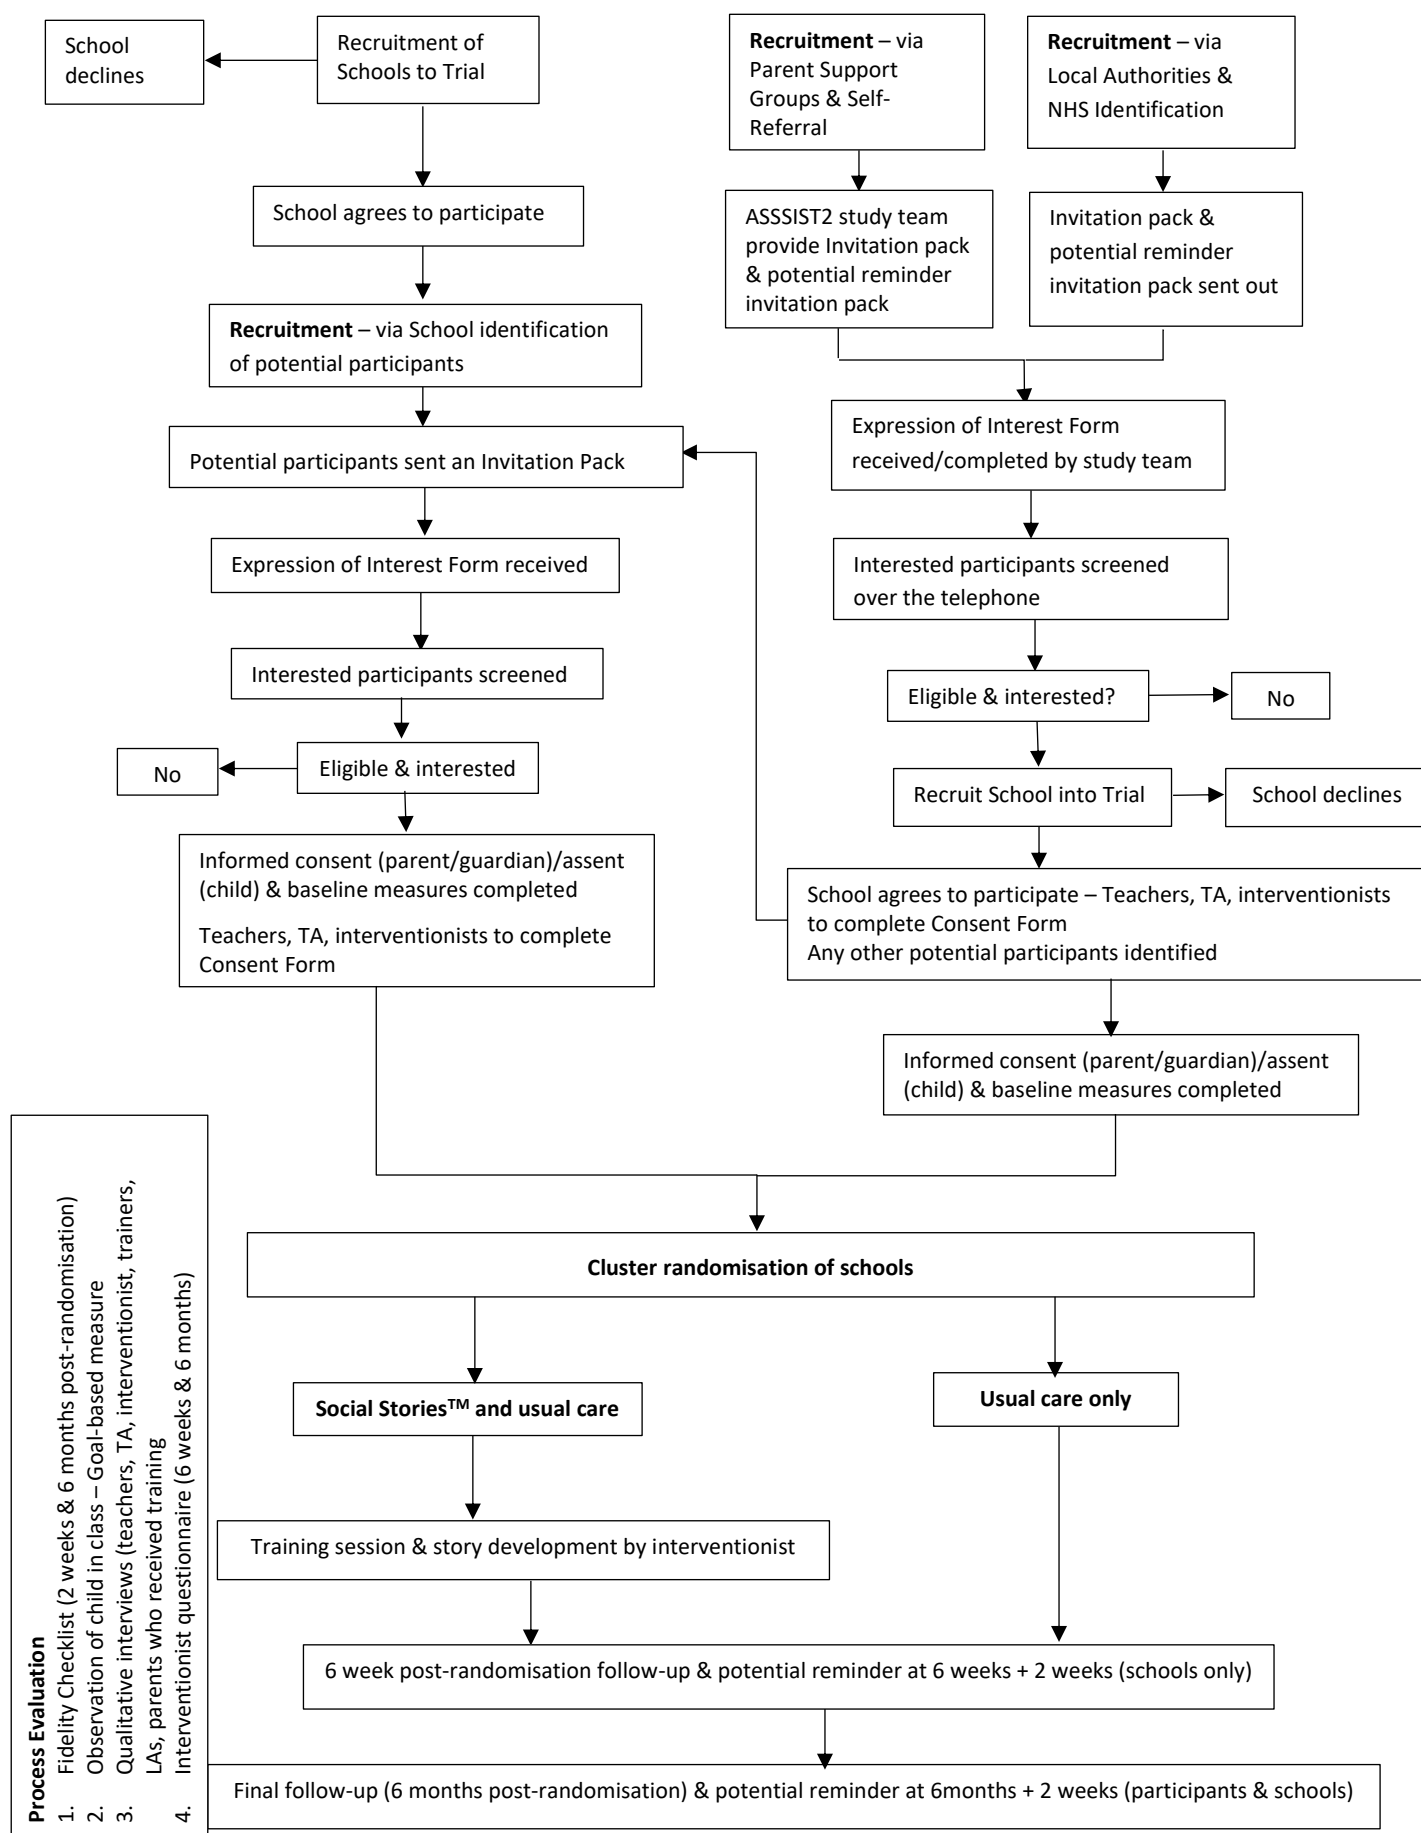 School
declines
Recruitment of
Schools to Trial
Recruitment – via
Parent Support
Groups & Self-
Referral
Recruitment – via
Local Authorities &
NHS Identification
School agrees to participate
ASSSIST2 study team
provide Invitation pack
& potential reminder
invitation pack
Invitation pack &
potential reminder
invitation pack sent out
Recruitment – via School identification
of potential participants
Potential participants sent an Invitation Pack
Expression of Interest Form
received/completed by study team
Expression of Interest Form received
Interested participants screened
over the telephone
Interested participants screened
Eligible & interested?
No
Eligible & interested
No
Recruit School into Trial
School declines
Informed consent (parent/guardian)/assent
(child) & baseline measures completed
Teachers, TA, interventionists to complete
Consent Form
School agrees to participate – Teachers, TA, interventionists
to complete Consent Form
Any other potential participants identified
Informed consent (parent/guardian)/assent
(child) & baseline measures completed
Process Evaluation
1. Fidelity Checklist (2 weeks & 6 months post-randomisation)
2. Observation of child in class – Goal-based measure
3. Qualitative interviews (teachers, TA, interventionist, trainers,
LAs, parents who received training
4. Interventionist questionnaire (6 weeks & 6 months)
Cluster randomisation of schools
Social Stories™ and usual care
Usual care only
Training session & story development by interventionist
6 week post-randomisation follow-up & potential reminder at 6 weeks + 2 weeks (schools only)
Final follow-up (6 months post-randomisation) & potential reminder at 6months + 2 weeks (participants & schools)